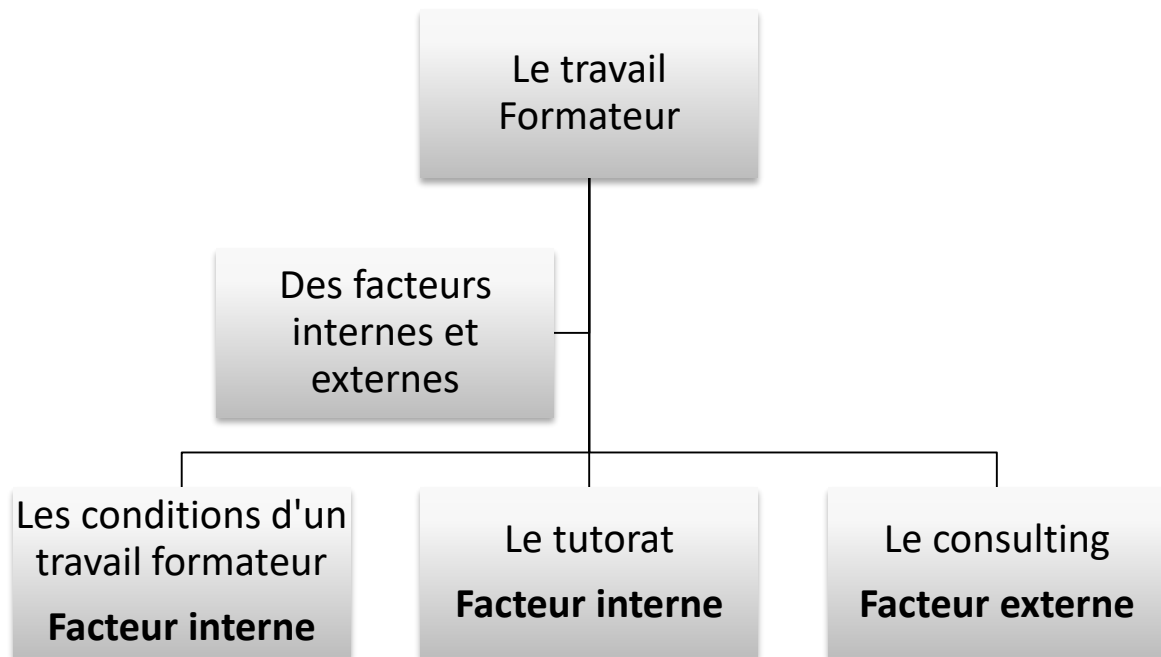 Le travail
Formateur
Des facteurs
internes et
externes
Les conditions d'un
travail formateur
Facteur interne
Le tutorat
Facteur interne
Le consulting
Facteur externe